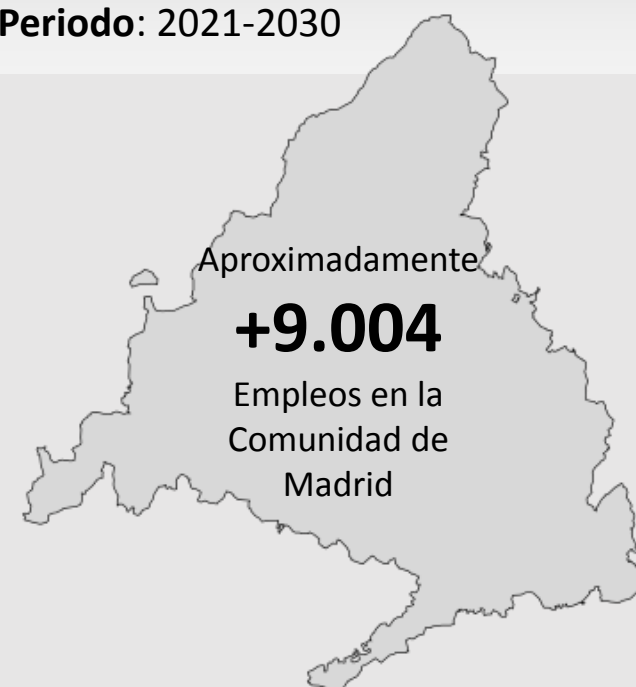 Periodo: 2021-2030
Aproximadamente
+9.004
Empleos en la
Comunidad de
Madrid